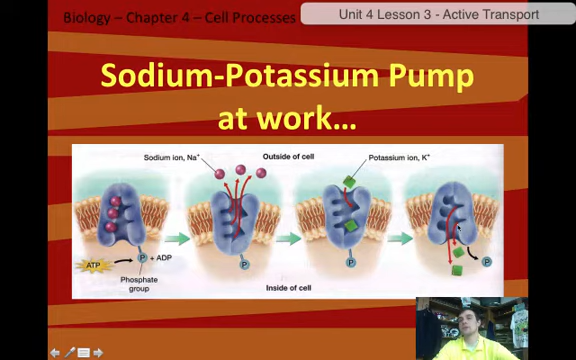 Biology – Chapter 4 – Cell Processes
Unit 4 Lesson 3 - Active Transport
Sodium-Potassium Pump
at work...
Sodium ion, Na+
Outside of cell
Potassium ion, K+
ATP
P + ADP
P
P
P
Phosphate
group
Inside of cell